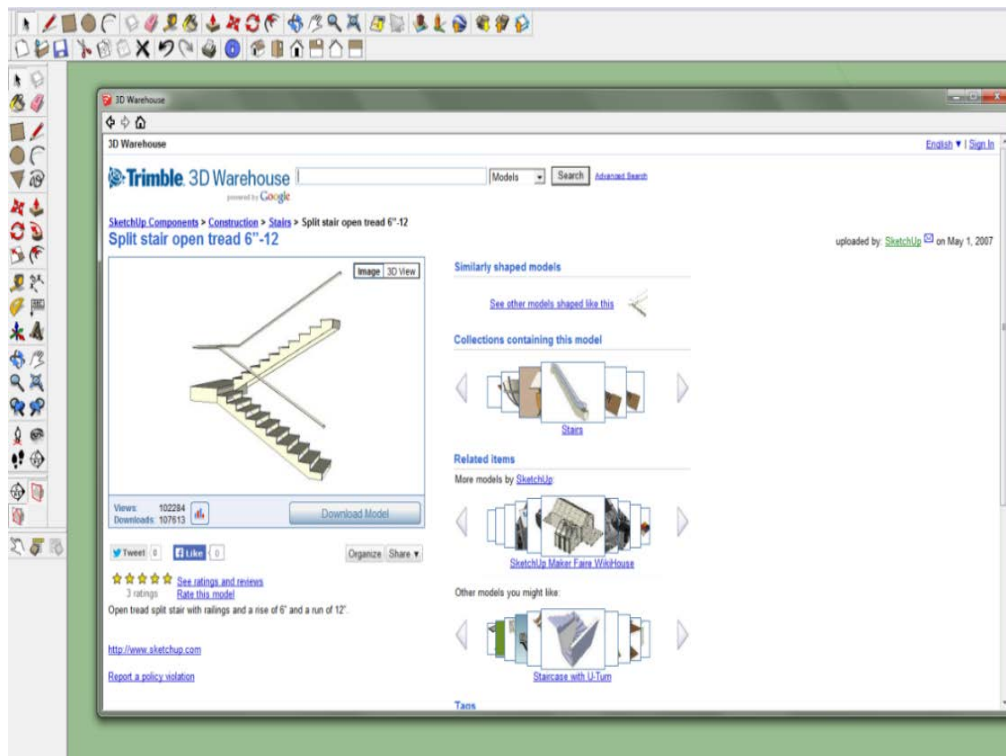 3D Warehouse
3D Warehouse
English ▼ | Sign In
Trimble. 3D Warehouse
Models
Search
Advanced Search
powered by Google
SketchUp Components > Construction > Stairs > Split stair open tread 6"-12
Split stair open tread 6"-12
uploaded by: SketchUp on May 1, 2007
Image 3D View
Views: 102284
Downloads: 107613
Download Model
Tweet 0
Like 0
Organize Share ▼
See ratings and reviews
3 ratings Rate this model
Open tread split stair with railings and a rise of 6" and a run of 12".
http://www.sketchup.com
Report a policy violation
Similarly shaped models
See other models shaped like this
Collections containing this model
Stairs
Related items
More models by SketchUp:
SketchUp Maker Faire WikiHouse
Other models you might like:
Staircase with U-Turn
Tags